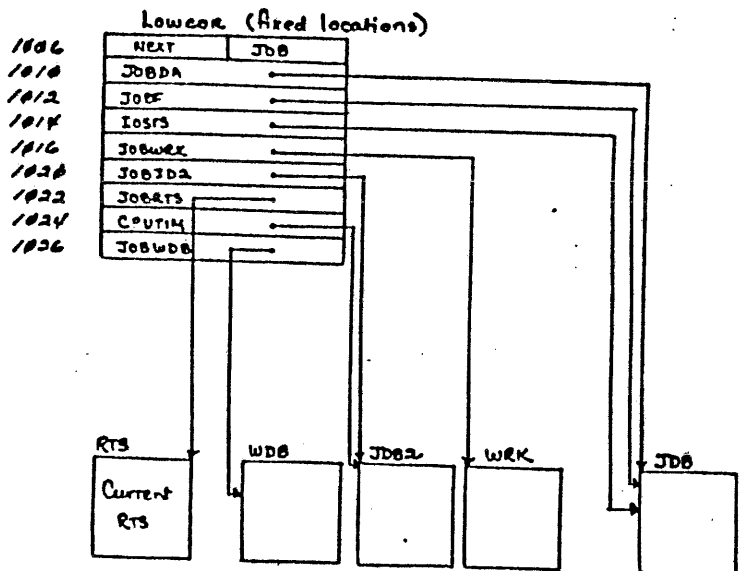 Lowcor (fixed locations)
1006 NEXT JOB
1010 JOBDA
1012 JOBF
1014 IOSTS
1016 JOBWRK
1020 JOBJD2
1022 JOBRTS
1024 CPUTIM
1026 JOBWDB
RTS WDB JDB2 WRK JDB
Current
RTS